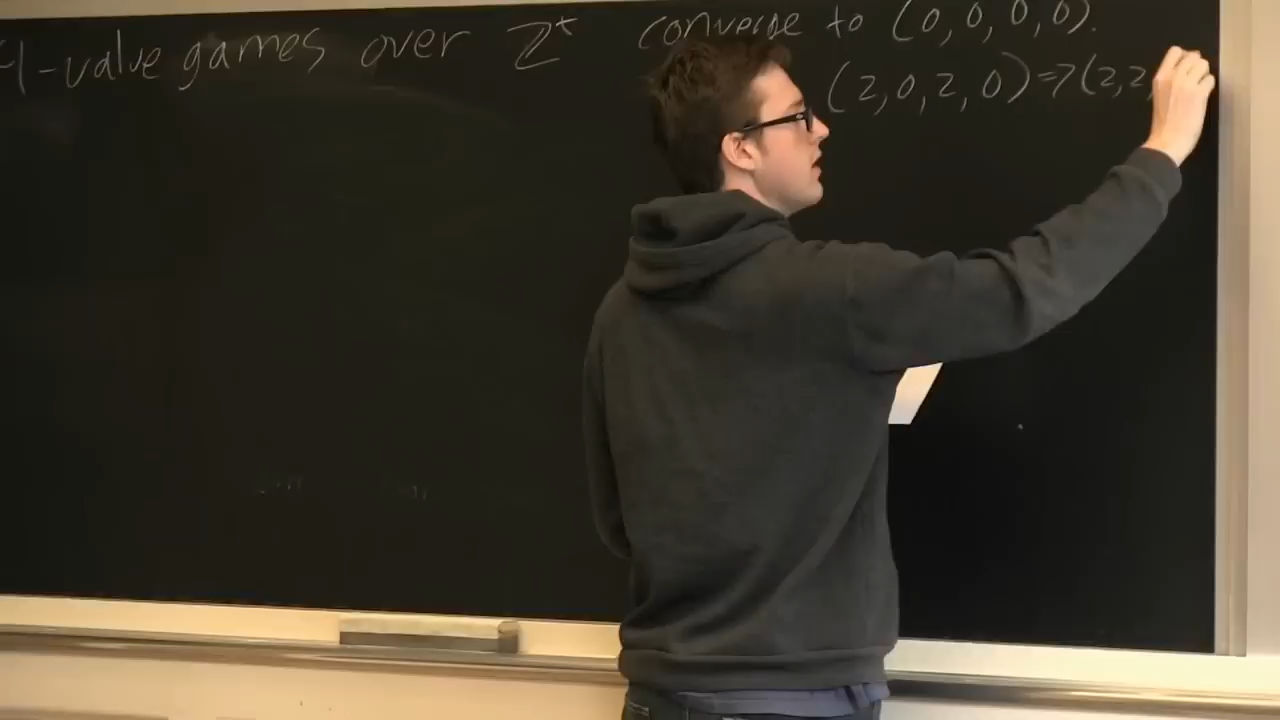 4-value games over Z⁺ converge to (0, 0, 0, 0).
(2, 0, 2, 0) => (2, 2,